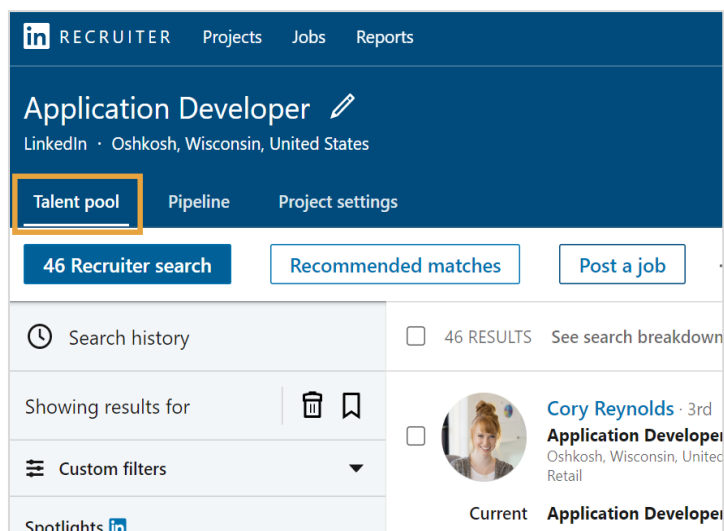 in RECRUITER Projects Jobs Reports
Application Developer
LinkedIn · Oshkosh, Wisconsin, United States
Talent pool Pipeline Project settings
46 Recruiter search Recommended matches Post a job
Search history
46 RESULTS See search breakdown
Showing results for
Cory Reynolds · 3rd
Application Developer
Oshkosh, Wisconsin, United
Retail
Custom filters
Current Application Developer
Spotlights in